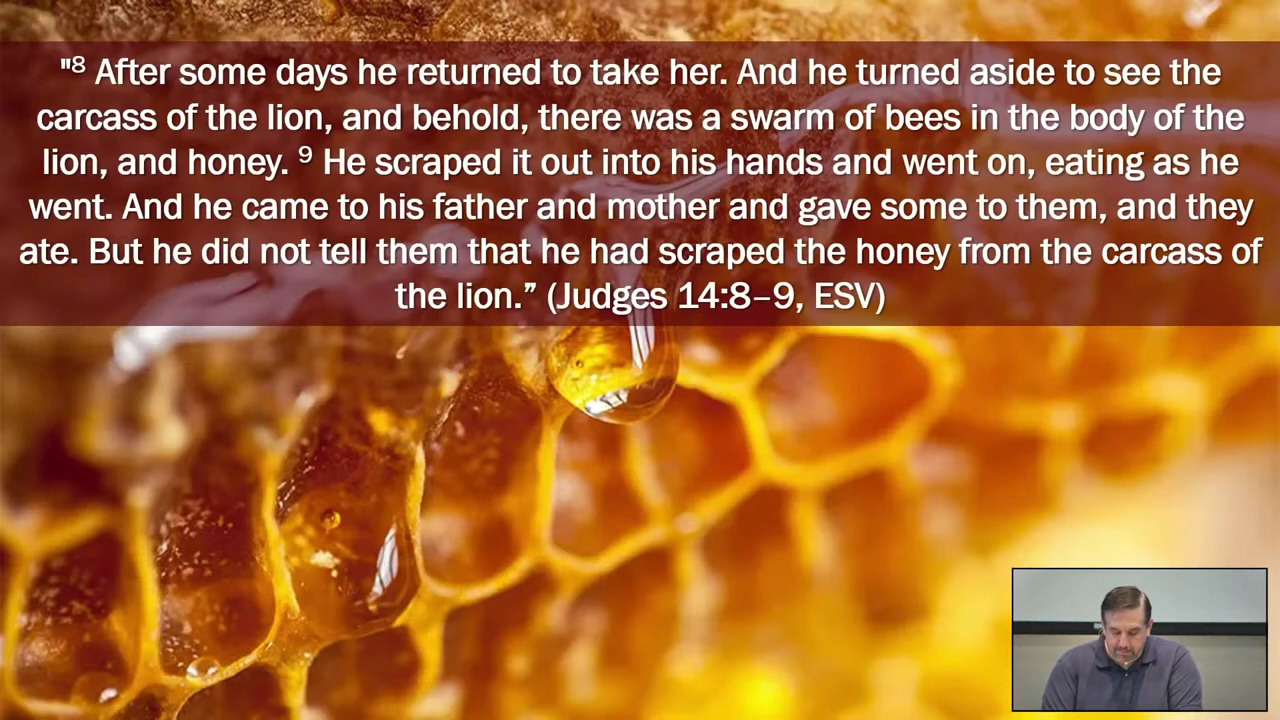 "⁸ After some days he returned to take her. And he turned aside to see the
carcass of the lion, and behold, there was a swarm of bees in the body of the
lion, and honey. ⁹ He scraped it out into his hands and went on, eating as he
went. And he came to his father and mother and gave some to them, and they
ate. But he did not tell them that he had scraped the honey from the carcass of
the lion.” (Judges 14:8–9, ESV)